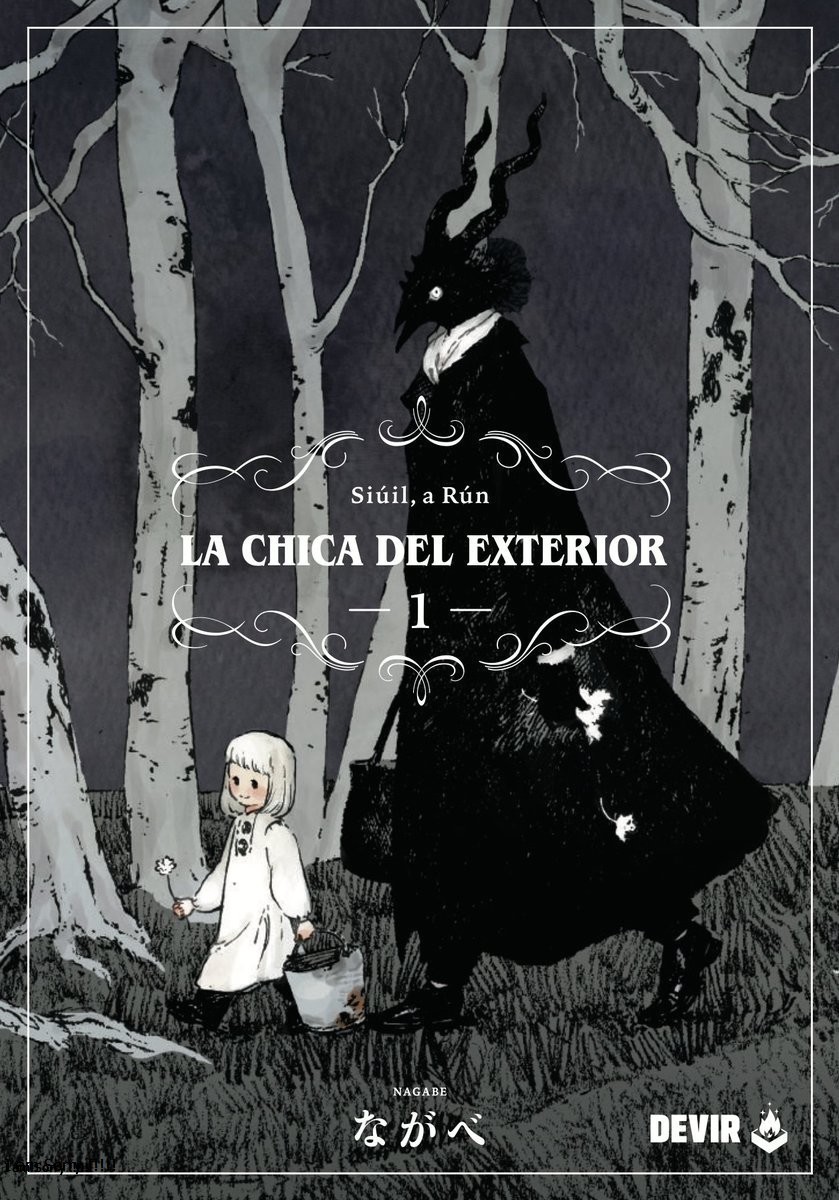 Siúil, a Rún
LA CHICA DEL EXTERIOR
1
NAGABE
ながべ
DEVIR